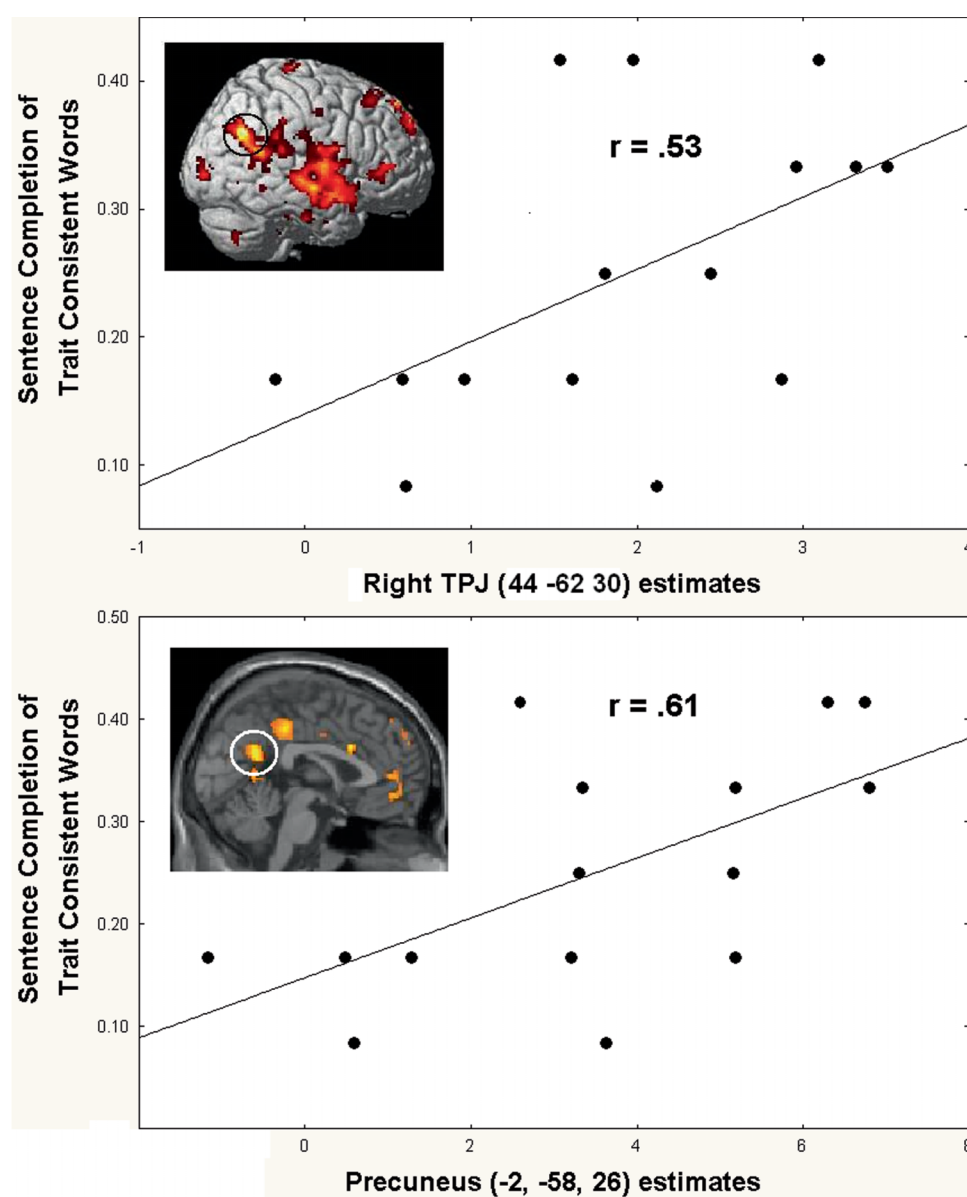 Sentence Completion of
Trait Consistent Words
0.40
0.30
0.20
0.10
r = .53
-1
0
1
2
3
4
Right TPJ (44 -62 30) estimates
Sentence Completion of
Trait Consistent Words
0.50
0.40
0.30
0.20
0.10
r = .61
0
2
4
6
8
Precuneus (-2, -58, 26) estimates